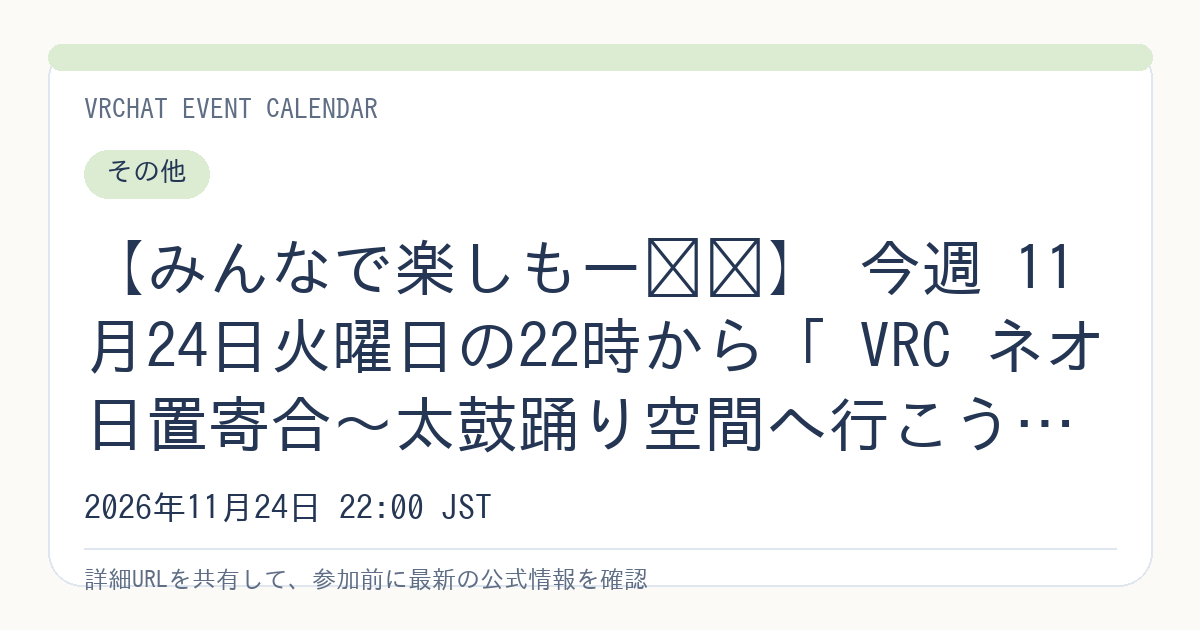 VRCHAT EVENT CALENDAR
その他
【みんなで楽しもー】 今週 11
月24日火曜日の22時から「 VRC ネオ
日置寄合～太鼓踊り空間へ行こう…
2026年11月24日 22:00 JST
詳細URLを共有して、参加前に最新の公式情報を確認